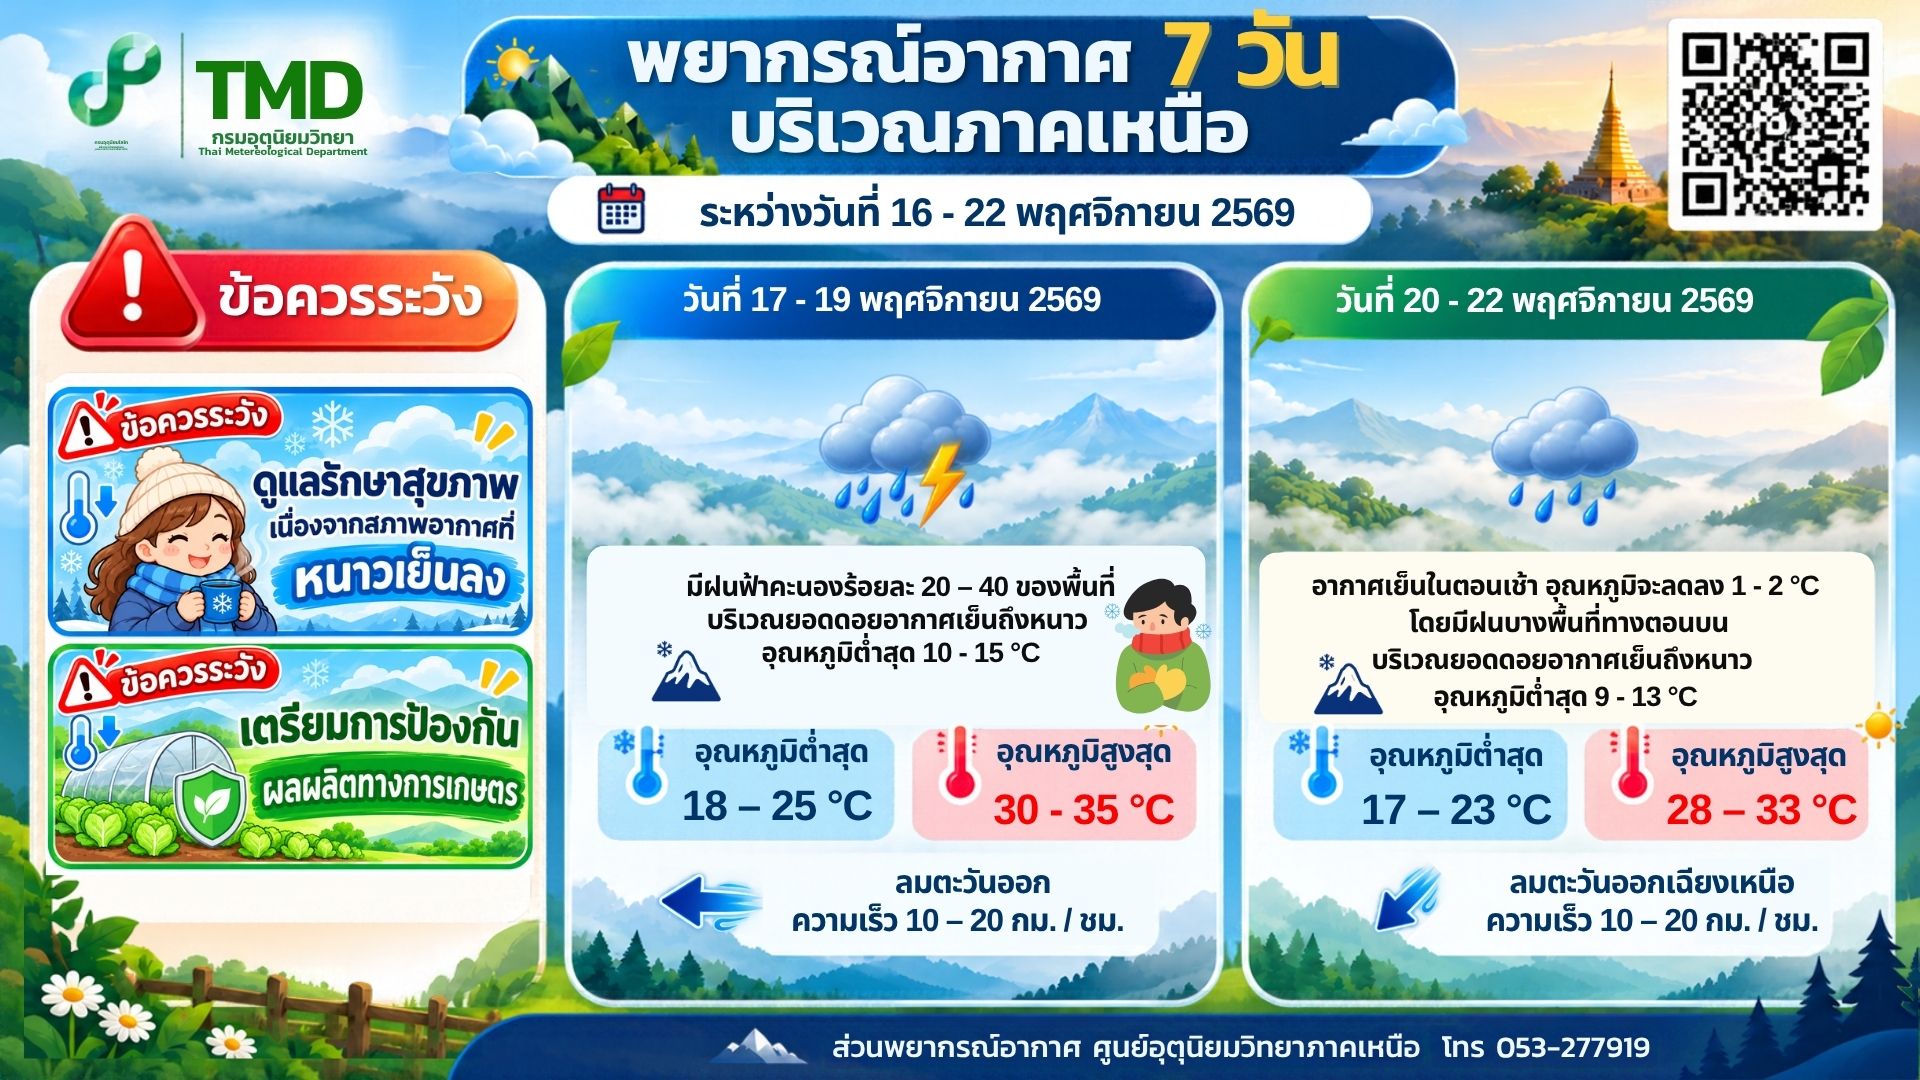 TMD
กรมอุตุนิยมวิทยา
Thai Metereological Department
พยากรณ์อากาศ 7 วัน
บริเวณภาคเหนือ
ระหว่างวันที่ 16 - 22 พฤศจิกายน 2569
ข้อควรระวัง
ข้อควรระวัง
ดูแลรักษาสุขภาพ
เนื่องจากสภาพอากาศที่
หนาวเย็นลง
ข้อควรระวัง
เตรียมการป้องกัน
ผลผลิตทางการเกษตร
วันที่ 17 - 19 พฤศจิกายน 2569
มีฝนฟ้าคะนองร้อยละ 20 – 40 ของพื้นที่
บริเวณยอดดอยอากาศเย็นถึงหนาว
อุณหภูมิต่ำสุด 10 - 15 °C
อุณหภูมิต่ำสุด
18 – 25 °C
อุณหภูมิสูงสุด
30 - 35 °C
ลมตะวันออก
ความเร็ว 10 – 20 กม. / ชม.
วันที่ 20 - 22 พฤศจิกายน 2569
อากาศเย็นในตอนเช้า อุณหภูมิจะลดลง 1 - 2 °C
โดยมีฝนบางพื้นที่ทางตอนบน
บริเวณยอดดอยอากาศเย็นถึงหนาว
อุณหภูมิต่ำสุด 9 - 13 °C
อุณหภูมิต่ำสุด
17 – 23 °C
อุณหภูมิสูงสุด
28 – 33 °C
ลมตะวันออกเฉียงเหนือ
ความเร็ว 10 – 20 กม. / ชม.
ส่วนพยากรณ์อากาศ ศูนย์อุตุนิยมวิทยาภาคเหนือ โทร 053-277919